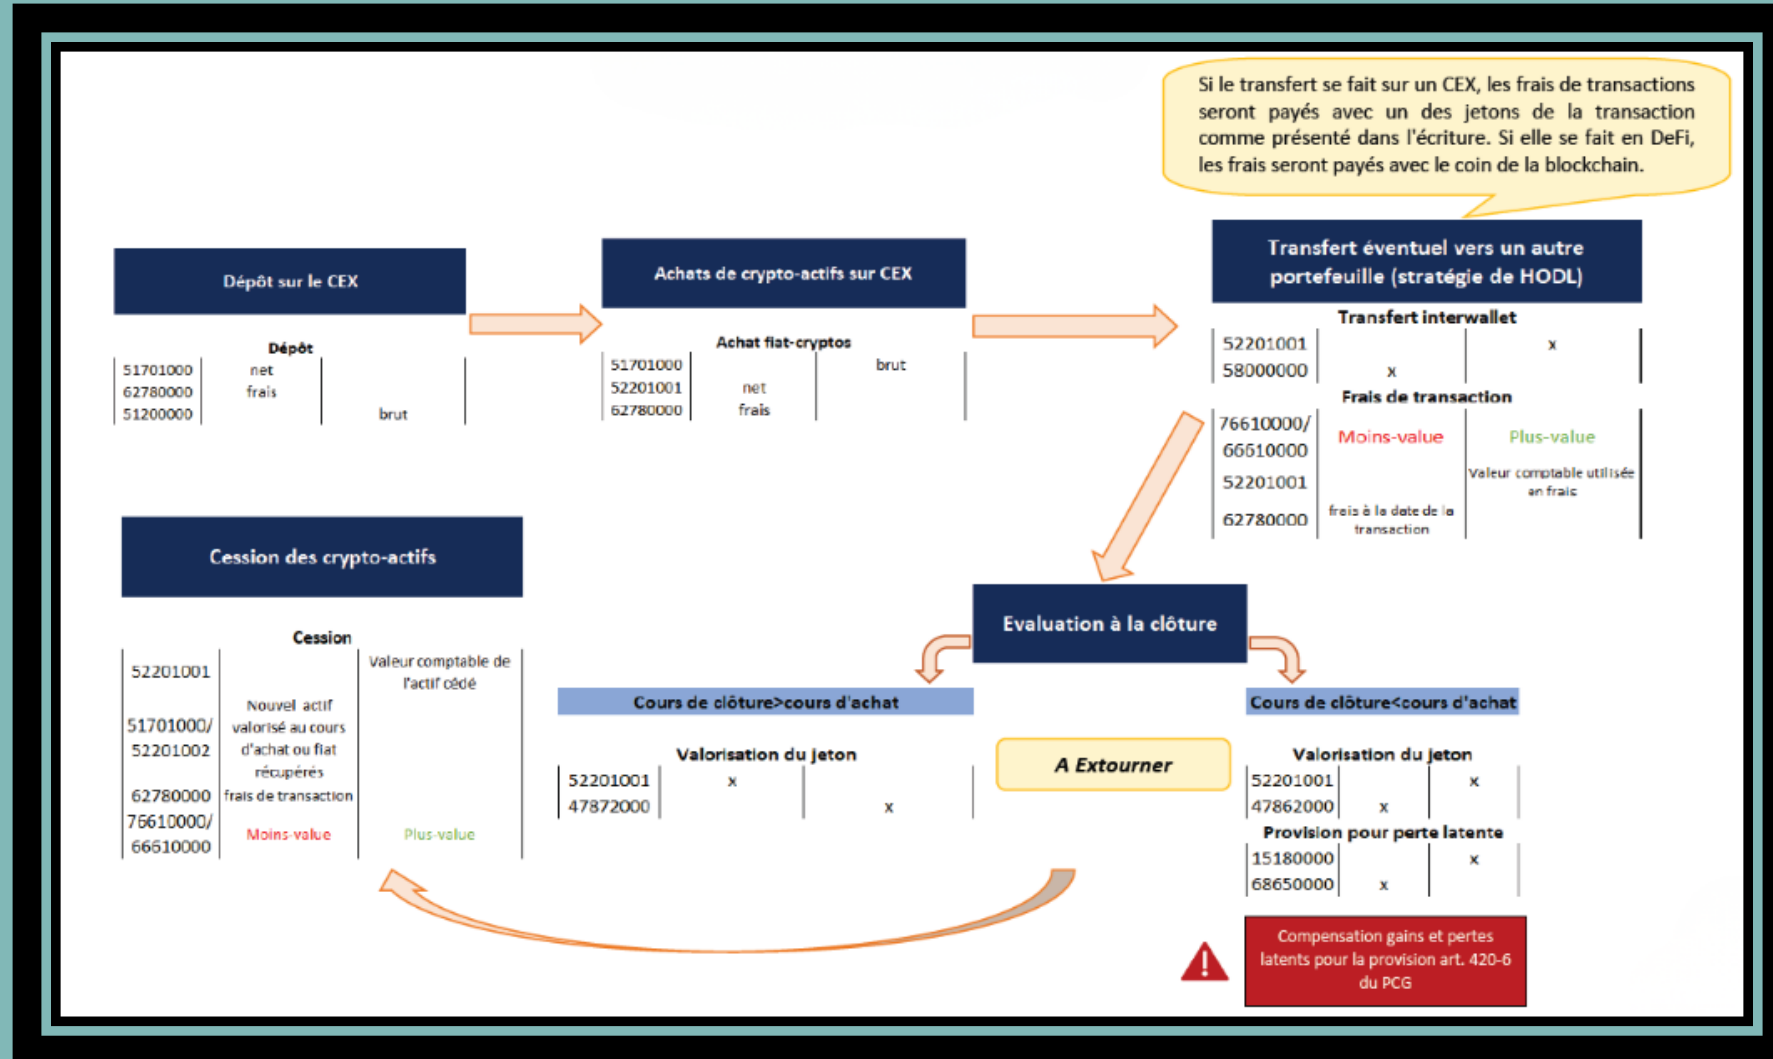 Si le transfert se fait sur un CEX, les frais de transactions
seront payés avec un des jetons de la transaction
comme présenté dans l'écriture. Si elle se fait en DeFi,
les frais seront payés avec le coin de la blockchain.
Dépôt sur le CEX
Dépôt
51701000 net
62780000 frais
51200000 brut
Achats de crypto-actifs sur CEX
Achat fiat-cryptos
51701000 brut
52201001 net
62780000 frais
Transfert éventuel vers un autre
portefeuille (stratégie de HODL)
Transfert interwallet
52201001 x
58000000 x
Frais de transaction
76610000/
66610000 Moins-value Plus-value
52201001 Valeur comptable utilisée
en frais
62780000 frais à la date de la
transaction
Evaluation à la clôture
Cours de clôture>cours d'achat
Valorisation du jeton
52201001 x
47872000 x
A Extourner
Cours de clôture<cours d'achat
Valorisation du jeton
52201001 x
47862000 x
Provision pour perte latente
15180000 x
68650000 x
Compensation gains et pertes
latents pour la provision art. 420-6
du PCG
Cession des crypto-actifs
Cession
52201001 Valeur comptable de
l'actif cédé
51701000/
52201002 Nouvel actif
valorisé au cours
d'achat ou fiat
récupérés
62780000 frais de transaction
76610000/
66610000 Moins-value Plus-value